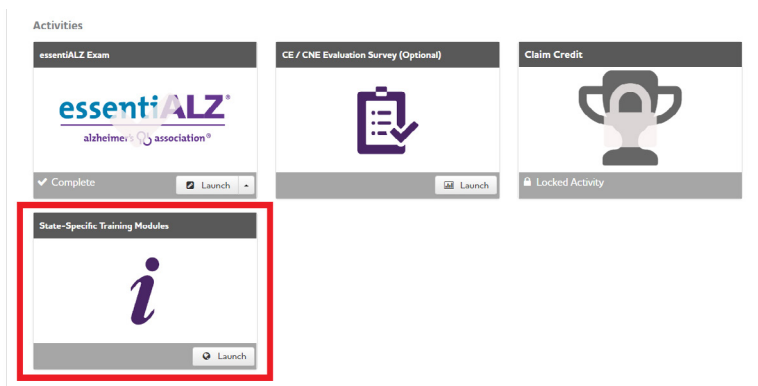 Activities
essentiALZ Exam
CE / CNE Evaluation Survey (Optional)
Claim Credit
essentiALZ®
alzheimer's association®
Complete
Launch
Launch
Locked Activity
State-Specific Training Modules
i
Launch